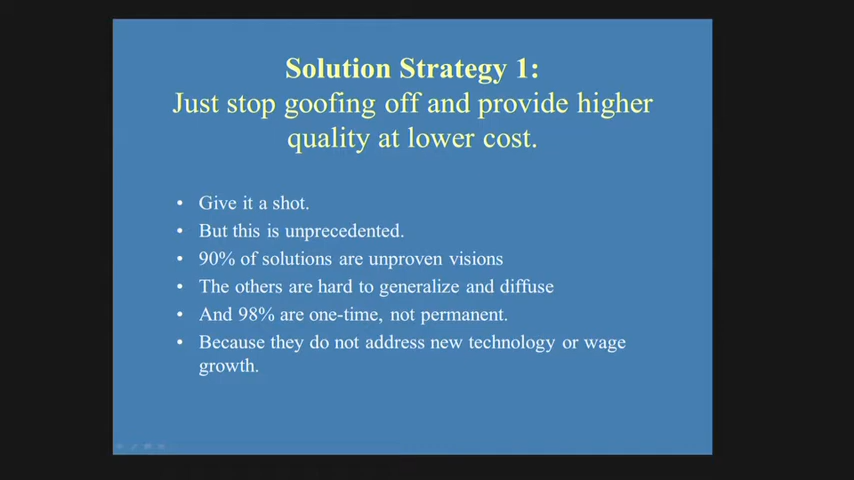 Solution Strategy 1:
Just stop goofing off and provide higher
quality at lower cost.
• Give it a shot.
• But this is unprecedented.
• 90% of solutions are unproven visions
• The others are hard to generalize and diffuse
• And 98% are one-time, not permanent.
• Because they do not address new technology or wage
growth.